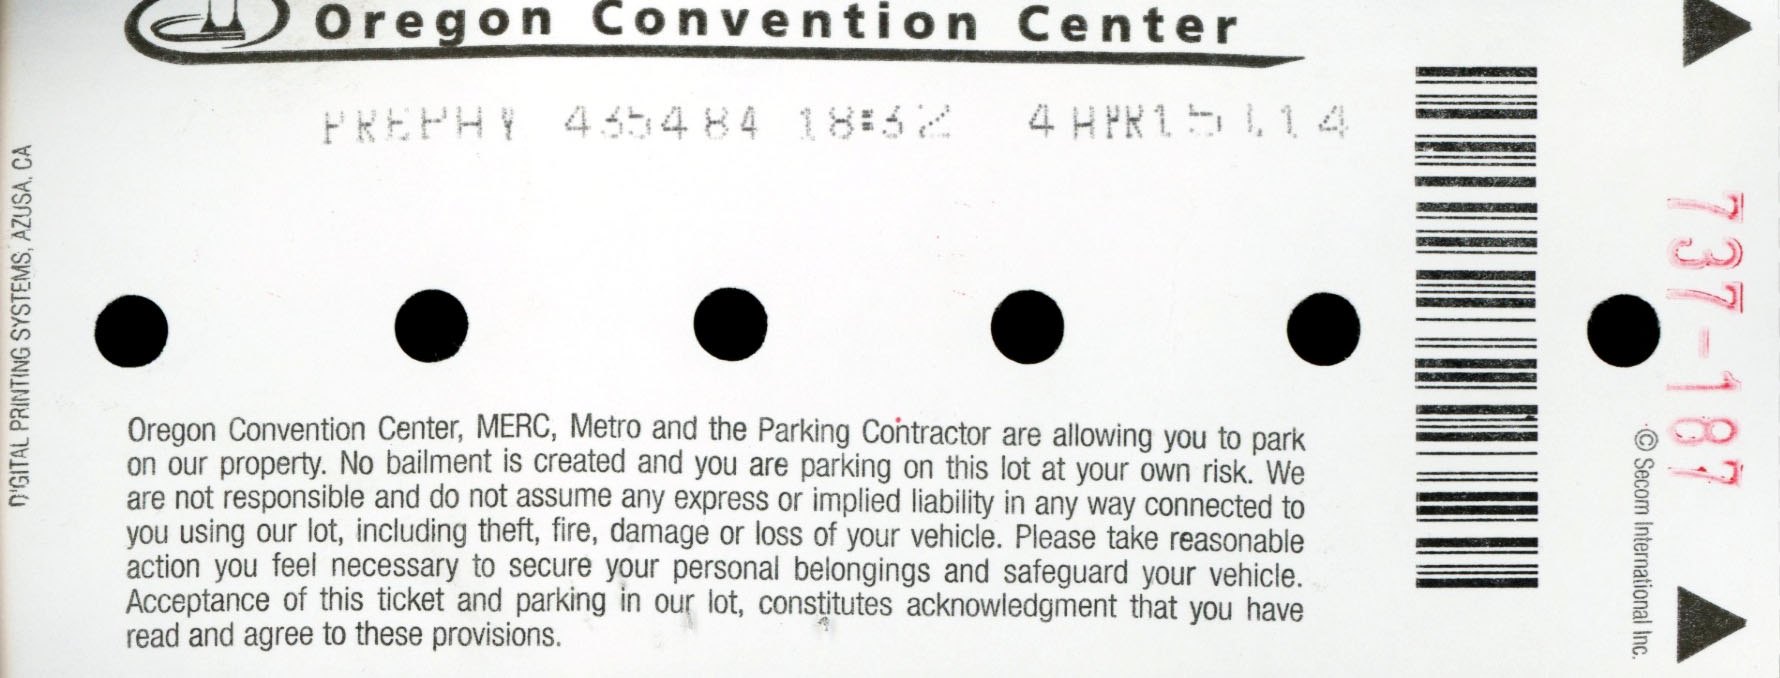 Oregon Convention Center
PREPAY 435484 18:32 4APR15 L14
Oregon Convention Center, MERC, Metro and the Parking Contractor are allowing you to park
on our property. No bailment is created and you are parking on this lot at your own risk. We
are not responsible and do not assume any express or implied liability in any way connected to
you using our lot, including theft, fire, damage or loss of your vehicle. Please take reasonable
action you feel necessary to secure your personal belongings and safeguard your vehicle.
Acceptance of this ticket and parking in our lot, constitutes acknowledgment that you have
read and agree to these provisions.
DIGITAL PRINTING SYSTEMS, AZUSA, CA
737-187
© Secom International Inc.